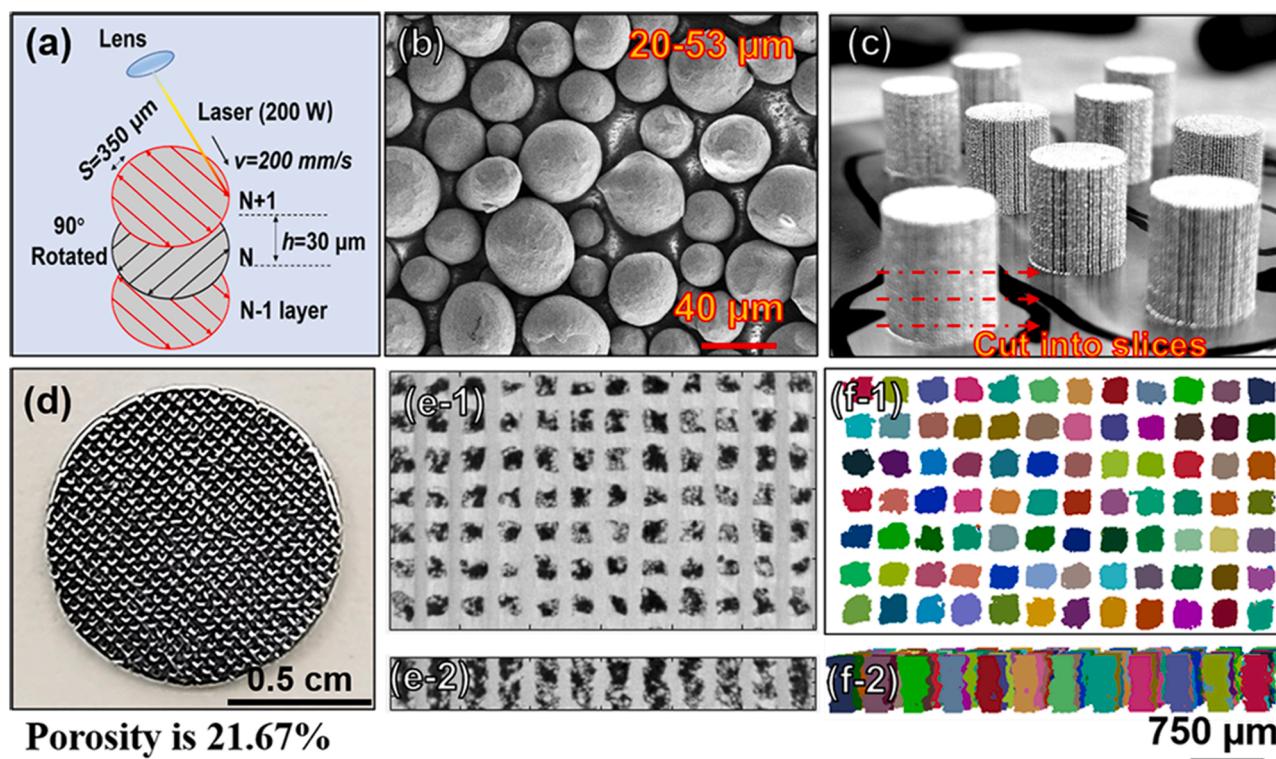 (a)
Lens
Laser (200 W)
S=350 μm
v=200 mm/s
N+1
90°
Rotated
h=30 μm
N
N-1 layer
(b)
20-53 μm
40 μm
(c)
Cut into slices
(d)
0.5 cm
Porosity is 21.67%
(e-1)
(e-2)
(f-1)
(f-2)
750 μm